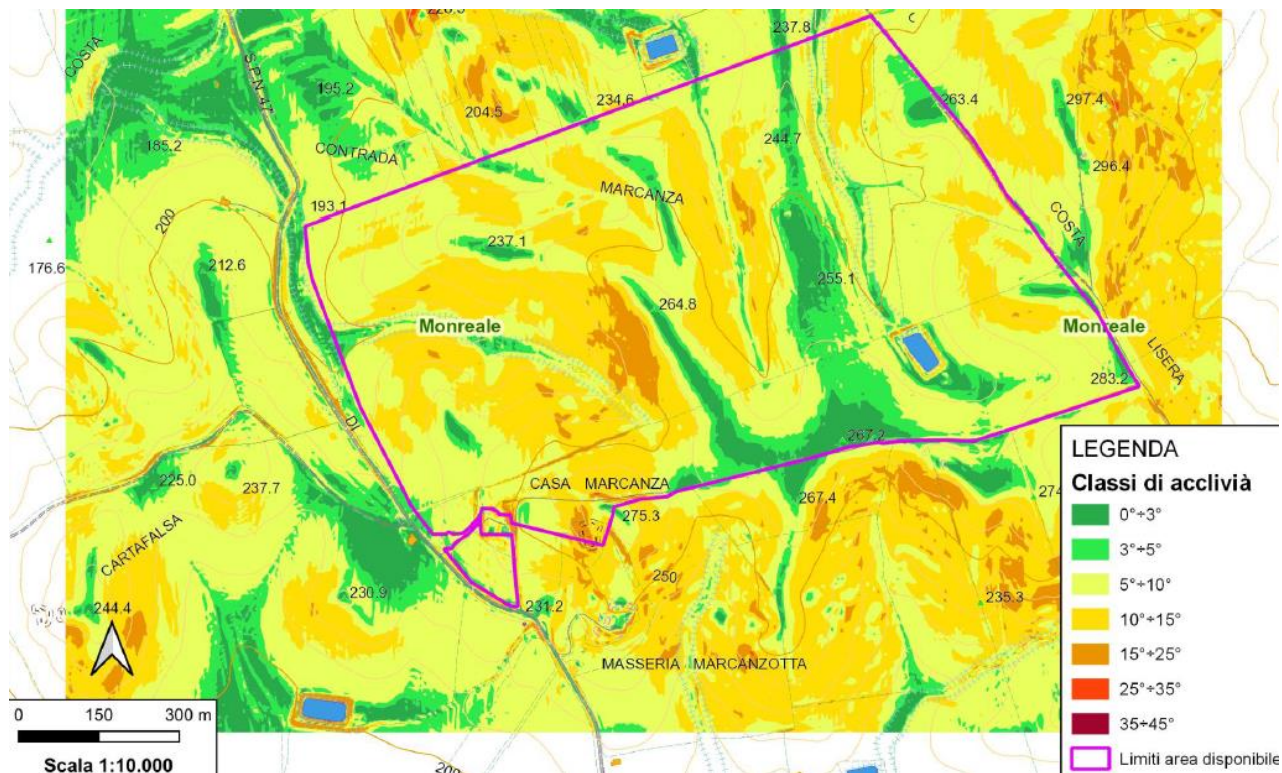 237.8
C
COSTA
S.P.N 47
195.2
204.5
234.6
263.4
297.4
185.2
CONTRADA
244.7
296.4
MARCANZA
193.1
200
COSTA
237.1
212.6
176.6
255.1
264.8
Monreale
Monreale
LISERA
283.2
DI
267.2
CASA MARCANZA
225.0
237.7
267.4
275.3
CARTAFALSA
250
230.9
231.2
235.3
244.4
MASSERIA MARCANZOTTA
LEGENDA
Classi di acclivià
0°÷3°
3°÷5°
5°÷10°
10°÷15°
15°÷25°
25°÷35°
35÷45°
Limiti area disponibile
0 150 300 m
Scala 1:10.000